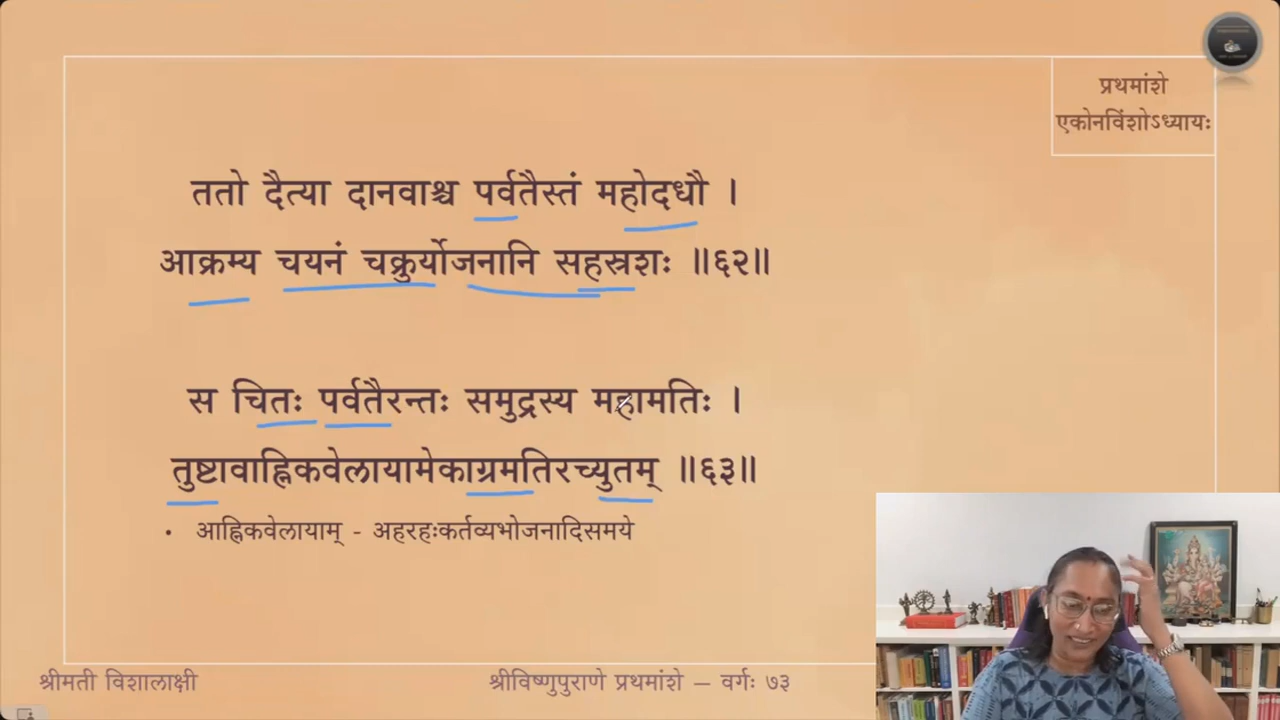 प्रथमांशे
एकोनविंशोऽध्यायः
ततो दैत्या दानवाश्च पर्वतैस्तं महोदधौ ।
आक्रम्य चयनं चक्रुर्योजनानि सहस्रशः ॥६२॥
स चितः पर्वतैरन्तः समुद्रस्य महामतिः ।
तुष्टावाह्निकवेलायामेकाग्रमतिरच्युतम् ॥६३॥
• आह्निकवेलायाम् - अहरहःकर्तव्यभोजनादिसमये
श्रीमती विशालाक्षी
श्रीविष्णुपुराणे प्रथमांशे – वर्गः ७३